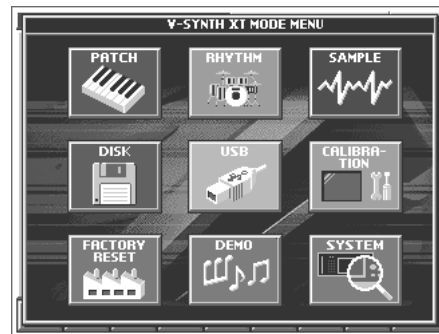 V-SYNTH XT MODE MENU
PATCH
RHYTHM
SAMPLE
DISK
USB
CALIBRA-
TION
FACTORY
RESET
DEMO
SYSTEM